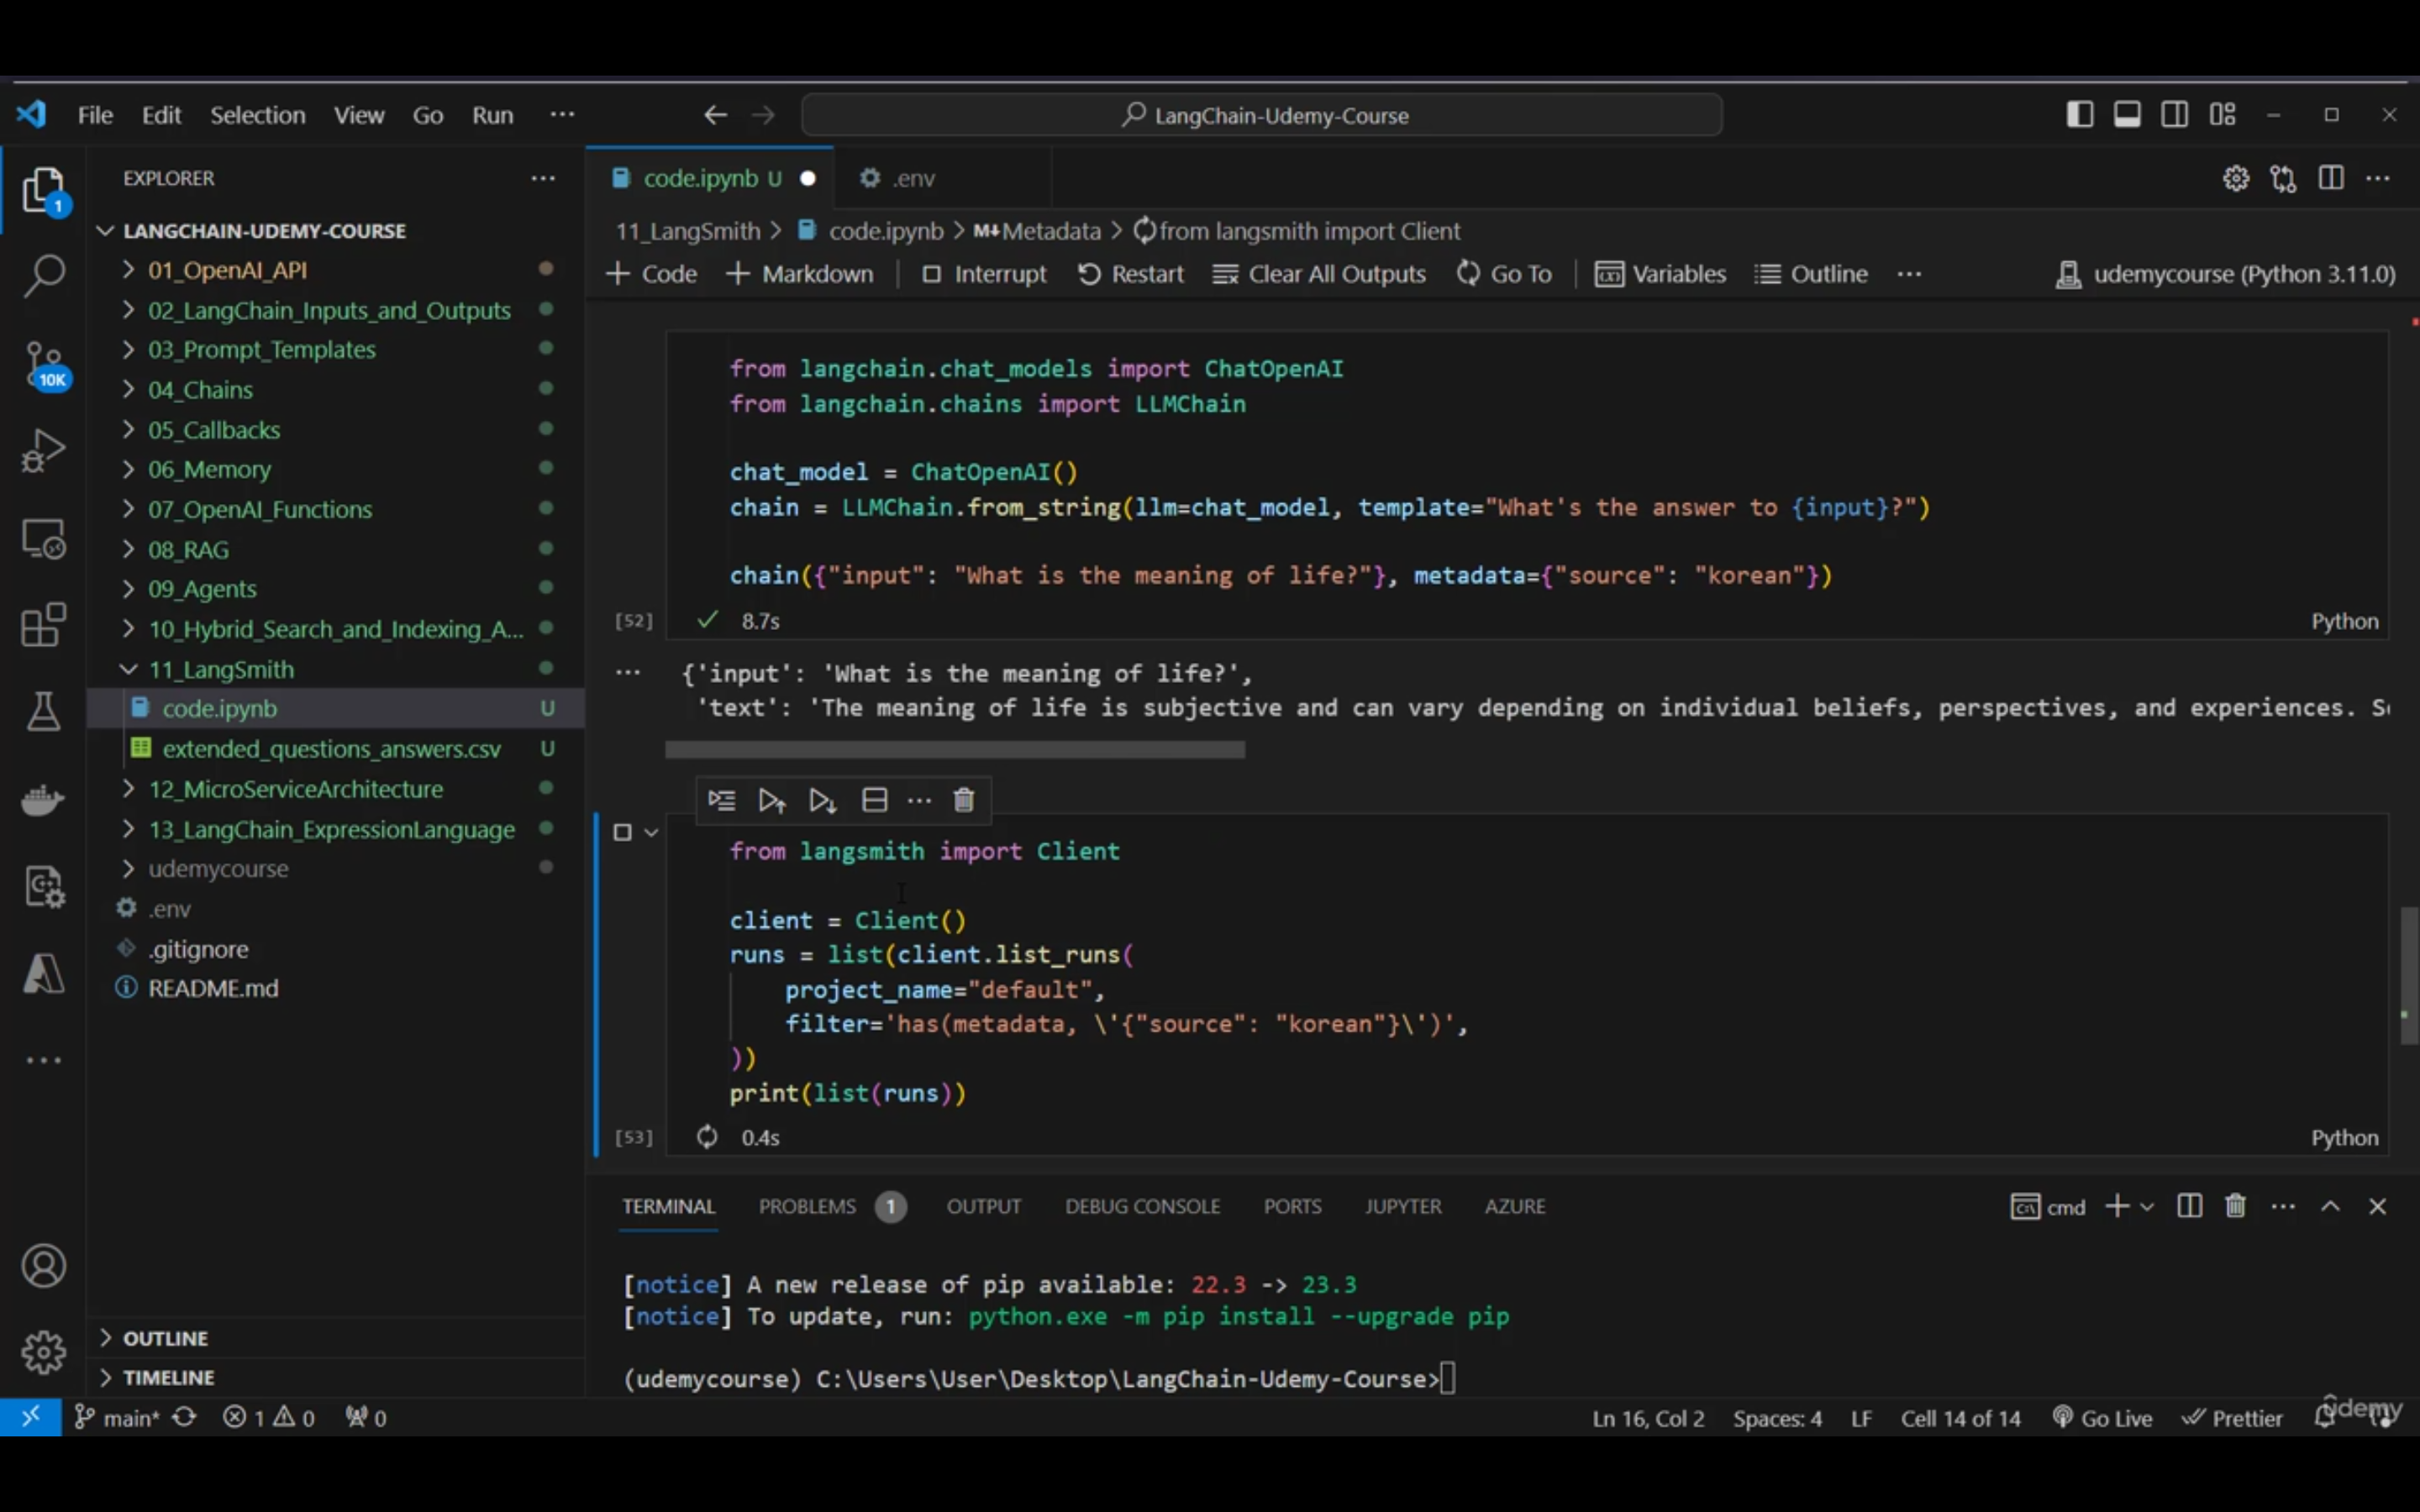 File Edit Selection View Go Run ··· LangChain-Udemy-Course
EXPLORER
LANGCHAIN-UDEMY-COURSE
01_OpenAI_API
02_LangChain_Inputs_and_Outputs
03_Prompt_Templates
04_Chains
05_Callbacks
06_Memory
07_OpenAI_Functions
08_RAG
09_Agents
10_Hybrid_Search_and_Indexing_A...
11_LangSmith
code.ipynb U
extended_questions_answers.csv U
12_MicroServiceArchitecture
13_LangChain_ExpressionLanguage
udemycourse
.env
.gitignore
README.md
OUTLINE
TIMELINE
1
10K
code.ipynb U .env
11_LangSmith > code.ipynb > M↓Metadata > from langsmith import Client
+ Code + Markdown | Interrupt Restart Clear All Outputs Go To | Variables Outline ··· udemycourse (Python 3.11.0)
from langchain.chat_models import ChatOpenAI
from langchain.chains import LLMChain
chat_model = ChatOpenAI()
chain = LLMChain.from_string(llm=chat_model, template="What's the answer to {input}?")
chain({"input": "What is the meaning of life?"}, metadata={"source": "korean"})
[52] 8.7s Python
{'input': 'What is the meaning of life?',
'text': 'The meaning of life is subjective and can vary depending on individual beliefs, perspectives, and experiences.
from langsmith import Client
client = Client()
runs = list(client.list_runs(
project_name="default",
filter='has(metadata, \'{"source": "korean"}\')',
))
print(list(runs))
[53] 0.4s Python
TERMINAL PROBLEMS 1 OUTPUT DEBUG CONSOLE PORTS JUPYTER AZURE cmd
[notice] A new release of pip available: 22.3 -> 23.3
[notice] To update, run: python.exe -m pip install --upgrade pip
(udemycourse) C:\Users\User\Desktop\LangChain-Udemy-Course>
main* 1 0 0 Ln 16, Col 2 Spaces: 4 LF Cell 14 of 14 Go Live Prettier
ûdemy